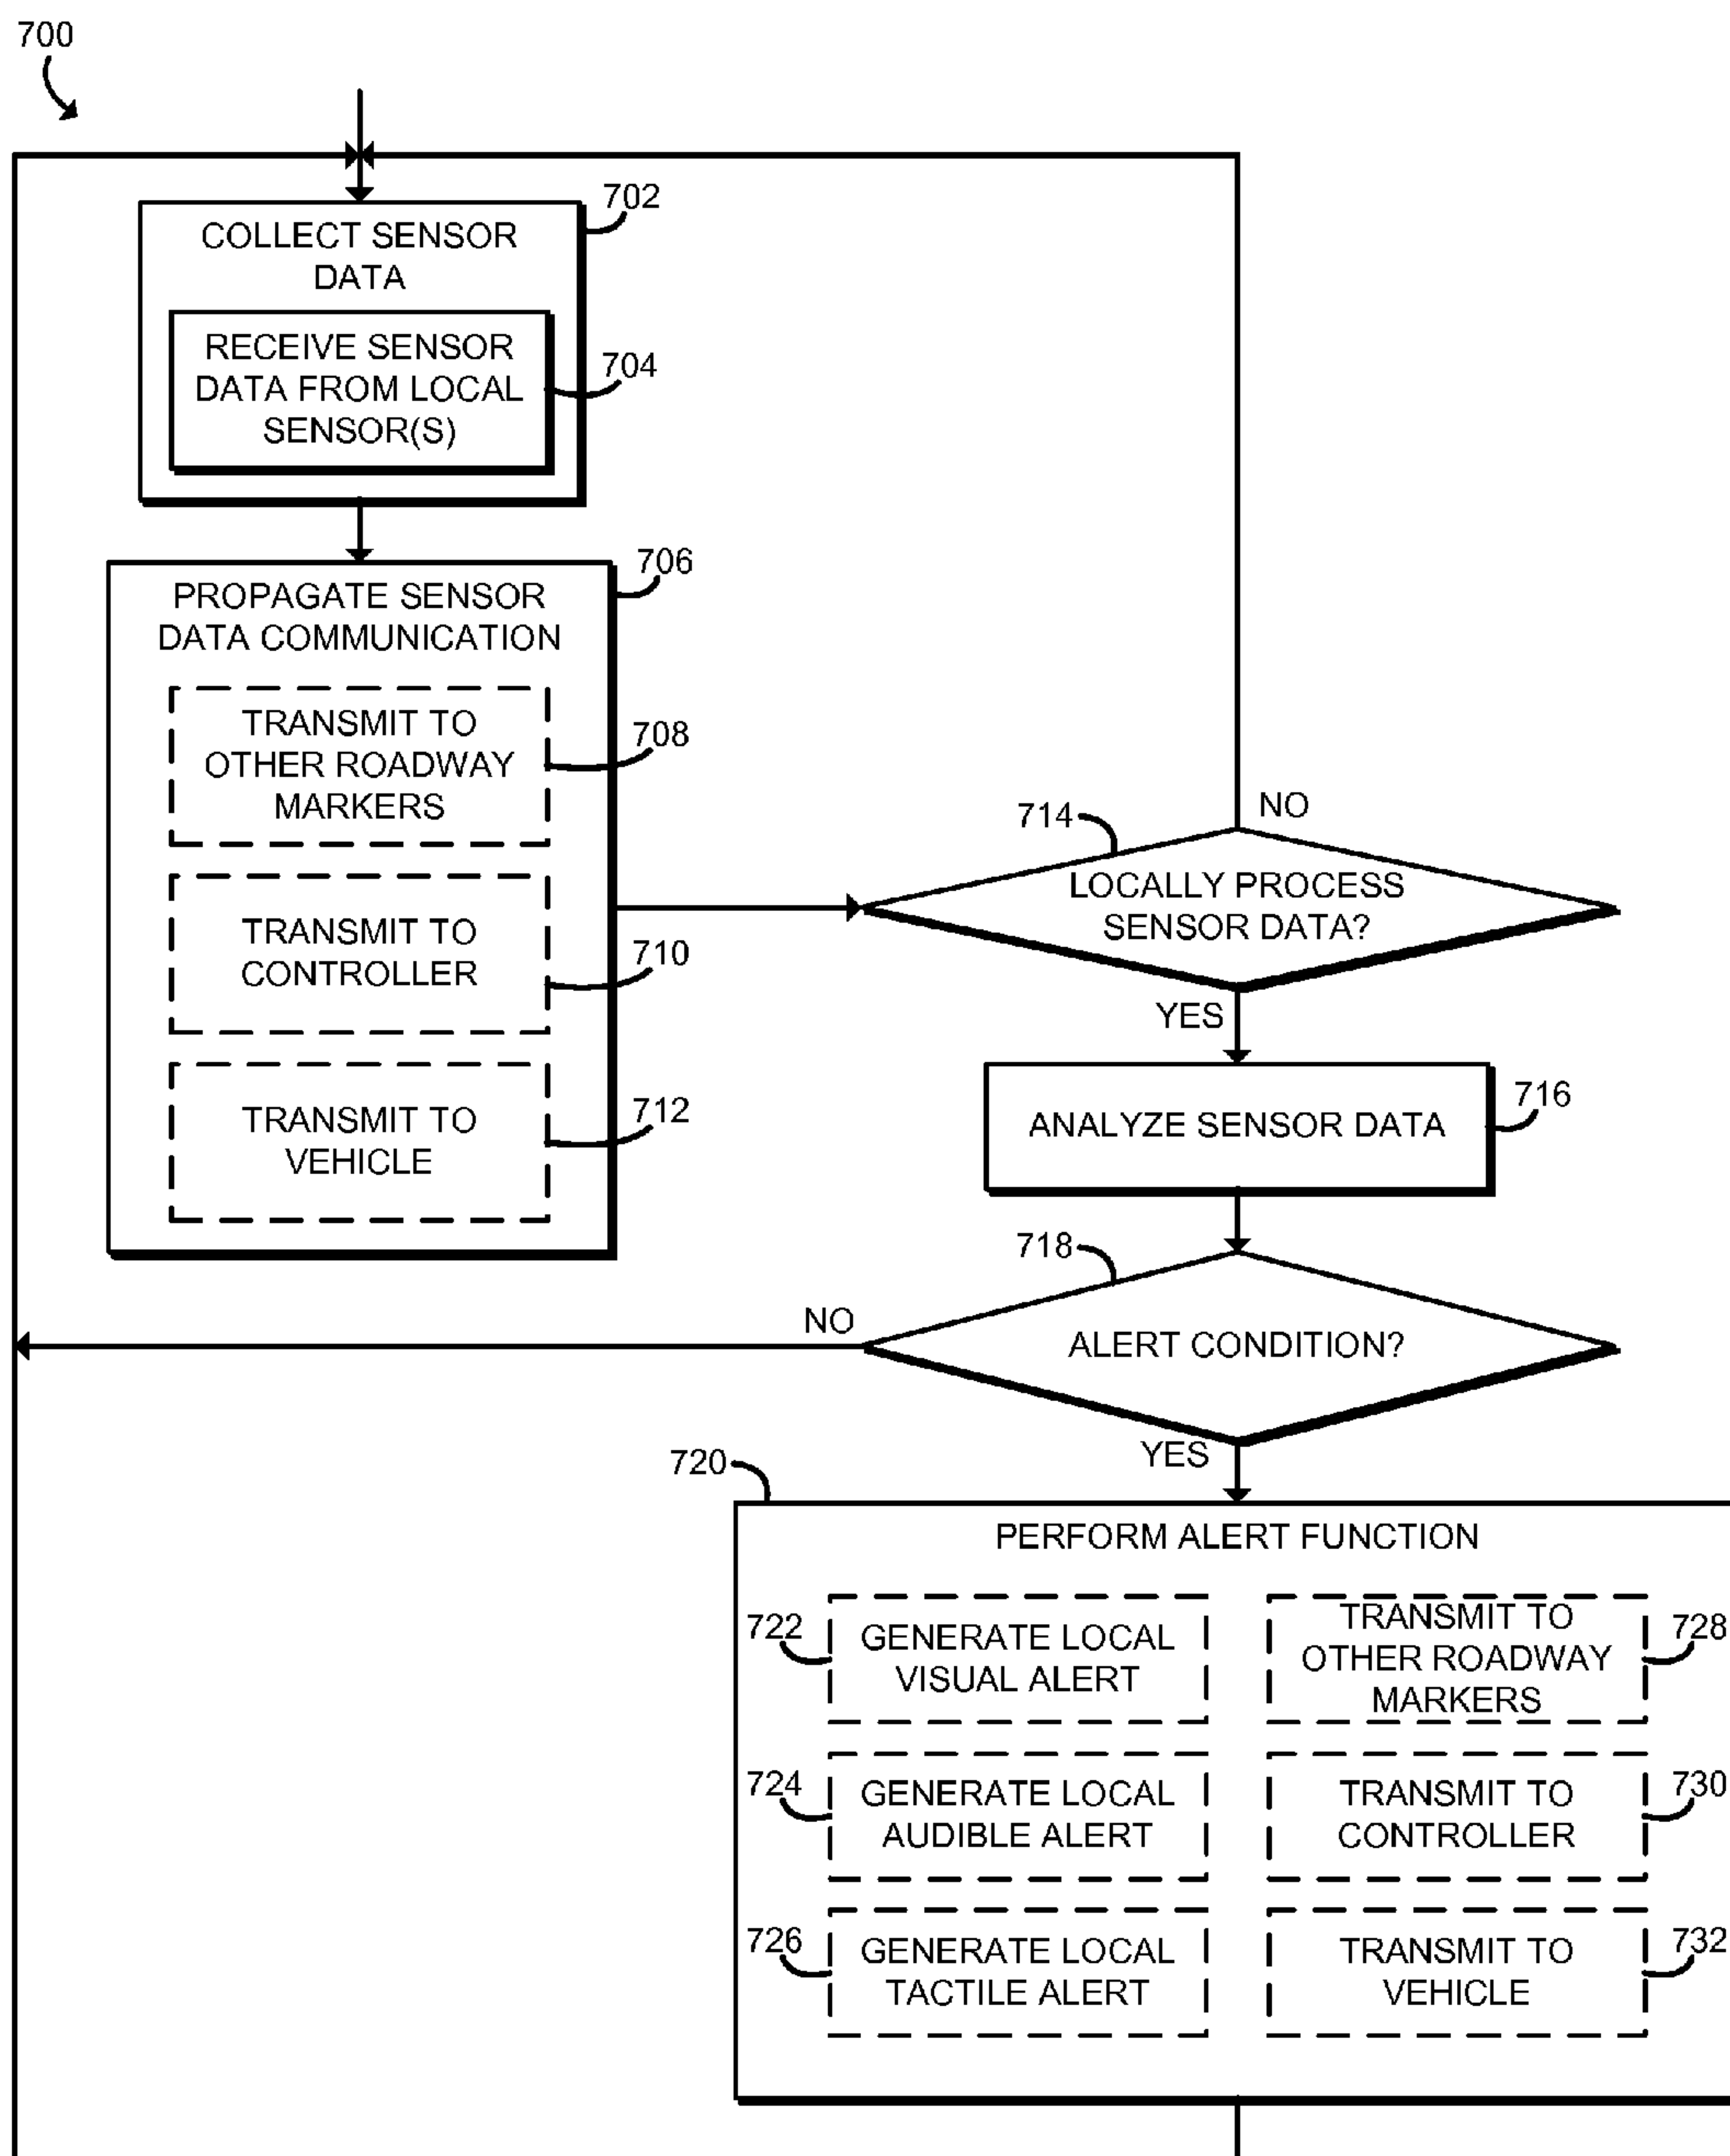 700
702
COLLECT SENSOR
DATA
RECEIVE SENSOR
DATA FROM LOCAL
SENSOR(S)
704
706
PROPAGATE SENSOR
DATA COMMUNICATION
TRANSMIT TO
OTHER ROADWAY
MARKERS
708
TRANSMIT TO
CONTROLLER
710
TRANSMIT TO
VEHICLE
712
714
NO
LOCALLY PROCESS
SENSOR DATA?
YES
ANALYZE SENSOR DATA
716
718
NO
ALERT CONDITION?
YES
720
PERFORM ALERT FUNCTION
722
GENERATE LOCAL
VISUAL ALERT
TRANSMIT TO
OTHER ROADWAY
MARKERS
728
724
GENERATE LOCAL
AUDIBLE ALERT
TRANSMIT TO
CONTROLLER
730
726
GENERATE LOCAL
TACTILE ALERT
TRANSMIT TO
VEHICLE
732